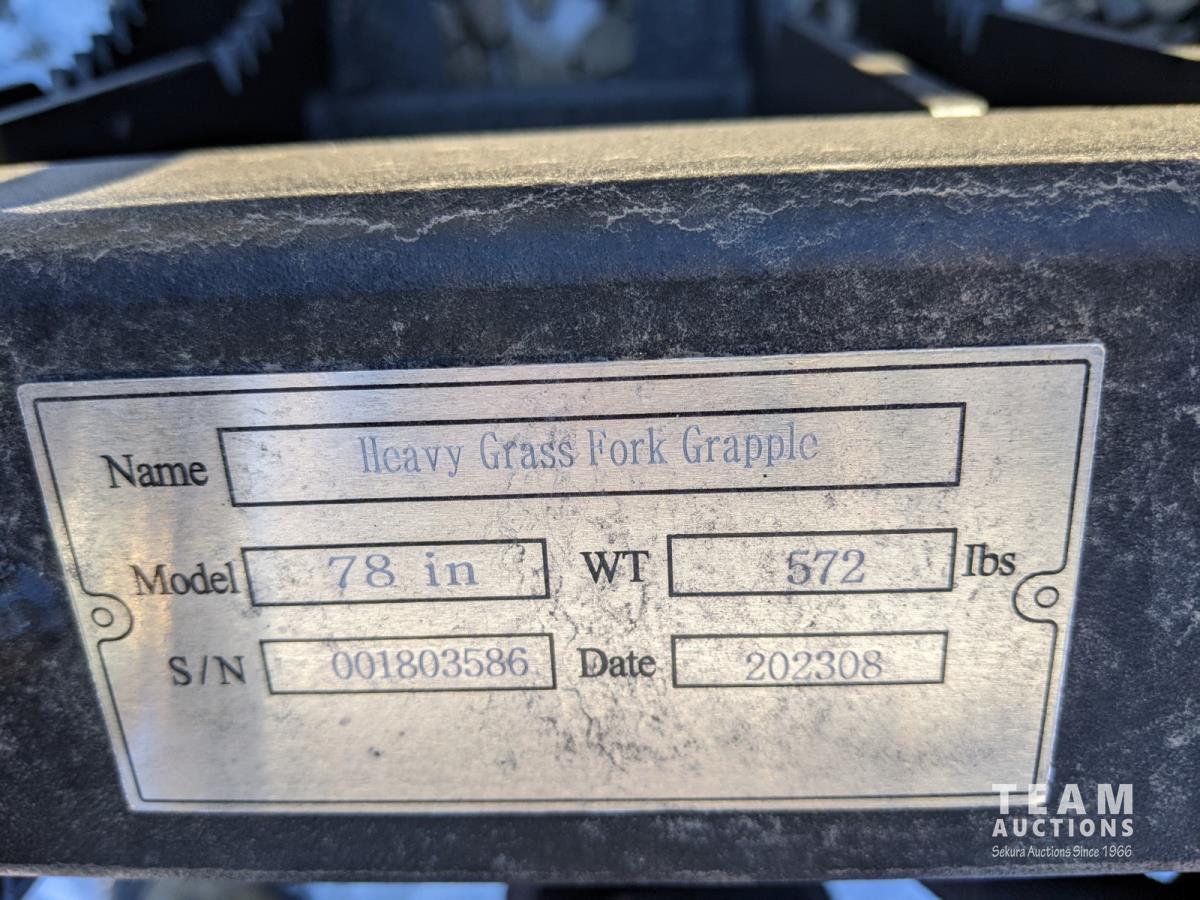 Name Heavy Grass Fork Grapple
Model 78 in WT 572 Ibs
S/N 001803586 Date 202308
TEAM
AUCTIONS
Sekura Auctions Since 1966